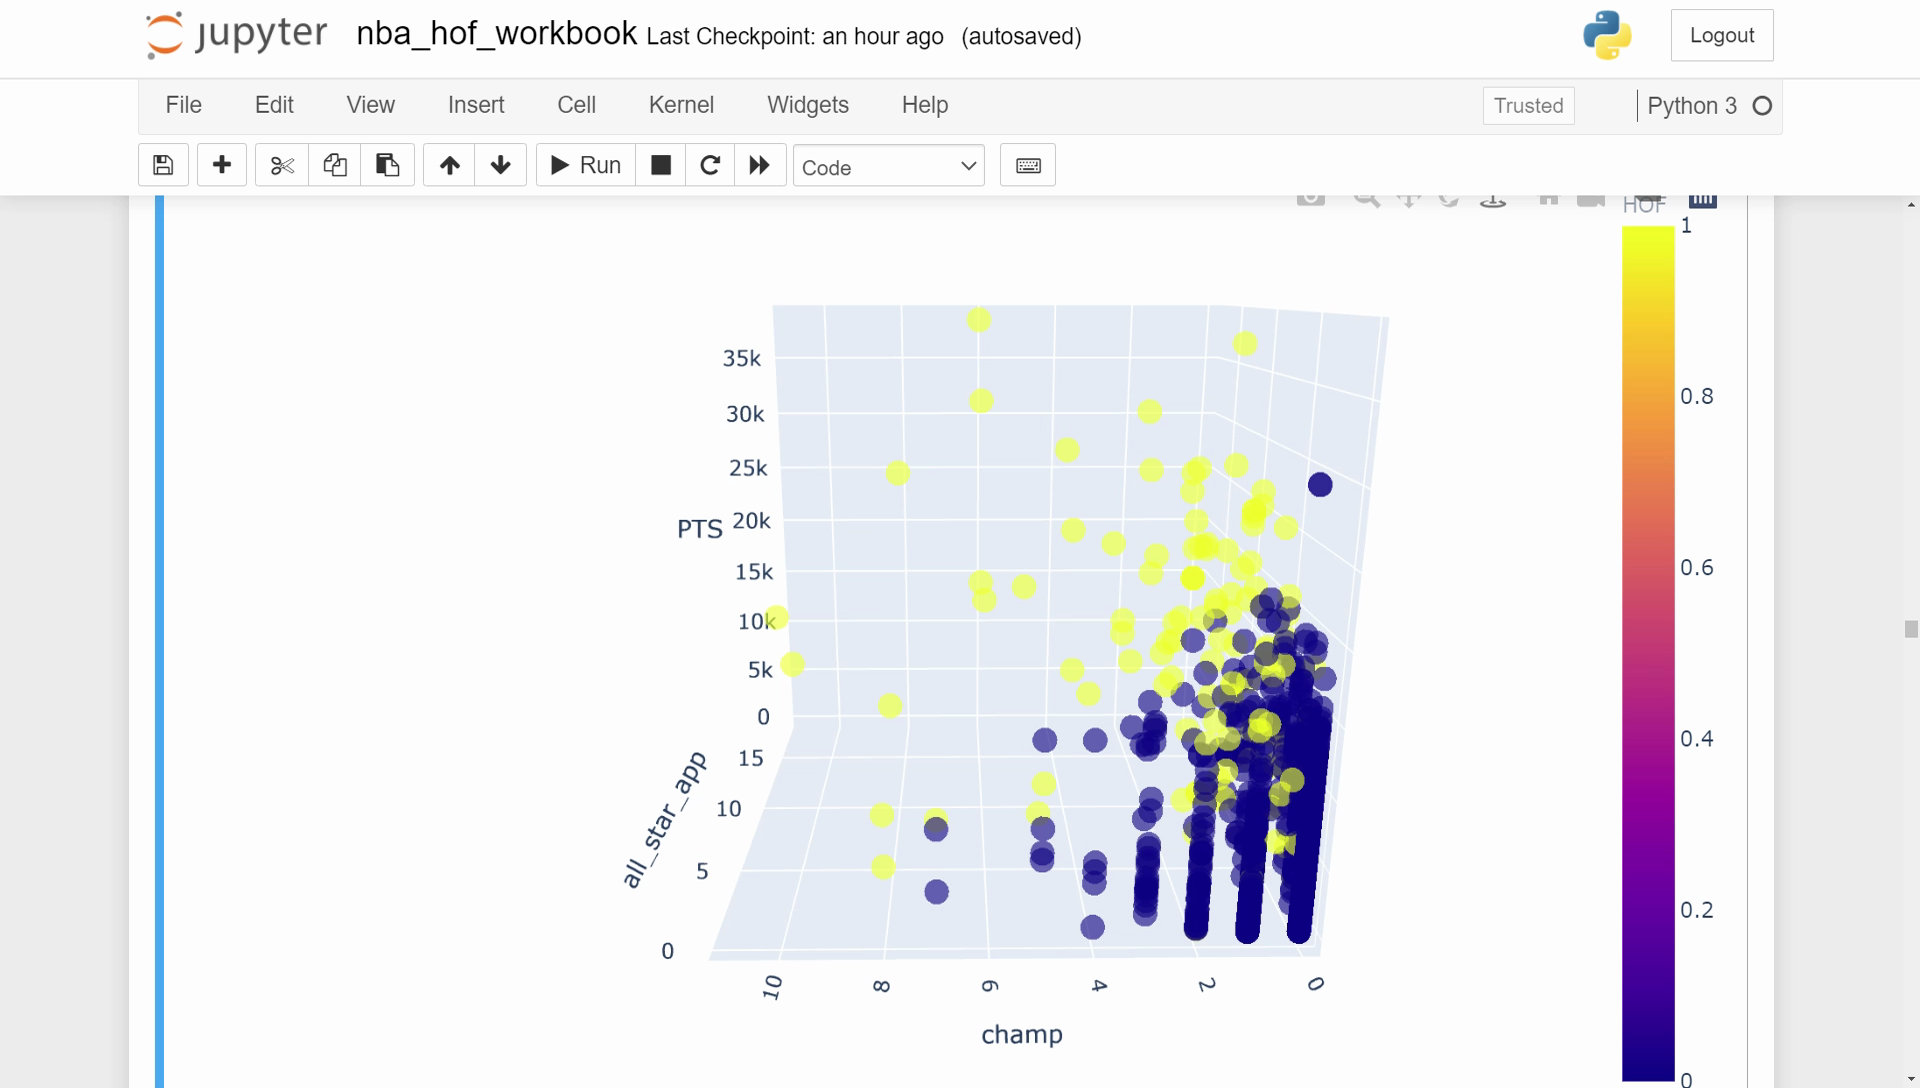 jupyter nba_hof_workbook Last Checkpoint: an hour ago (autosaved) Logout
File Edit View Insert Cell Kernel Widgets Help Trusted Python 3
Run Code
HOF
1
0.8
0.6
0.4
0.2
0
35k
30k
25k
PTS 20k
15k
10k
5k
0
all_star_app
15
10
5
0
10 8 6 4 2 0
champ